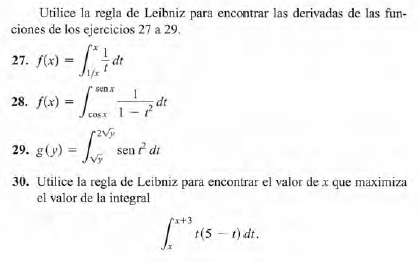 Utilice la regla de Leibniz para encontrar las derivadas de las fun-
ciones de los ejercicios 27 a 29.
27. f(x) = ∫_{1/x}^{x} 1/t dt
28. f(x) = ∫_{cos x}^{sen x} 1/(1 − t²) dt
29. g(y) = ∫_{√y}^{2√y} sen t² dt
30. Utilice la regla de Leibniz para encontrar el valor de x que maximiza
el valor de la integral
∫_{x}^{x+3} t(5 − t) dt.